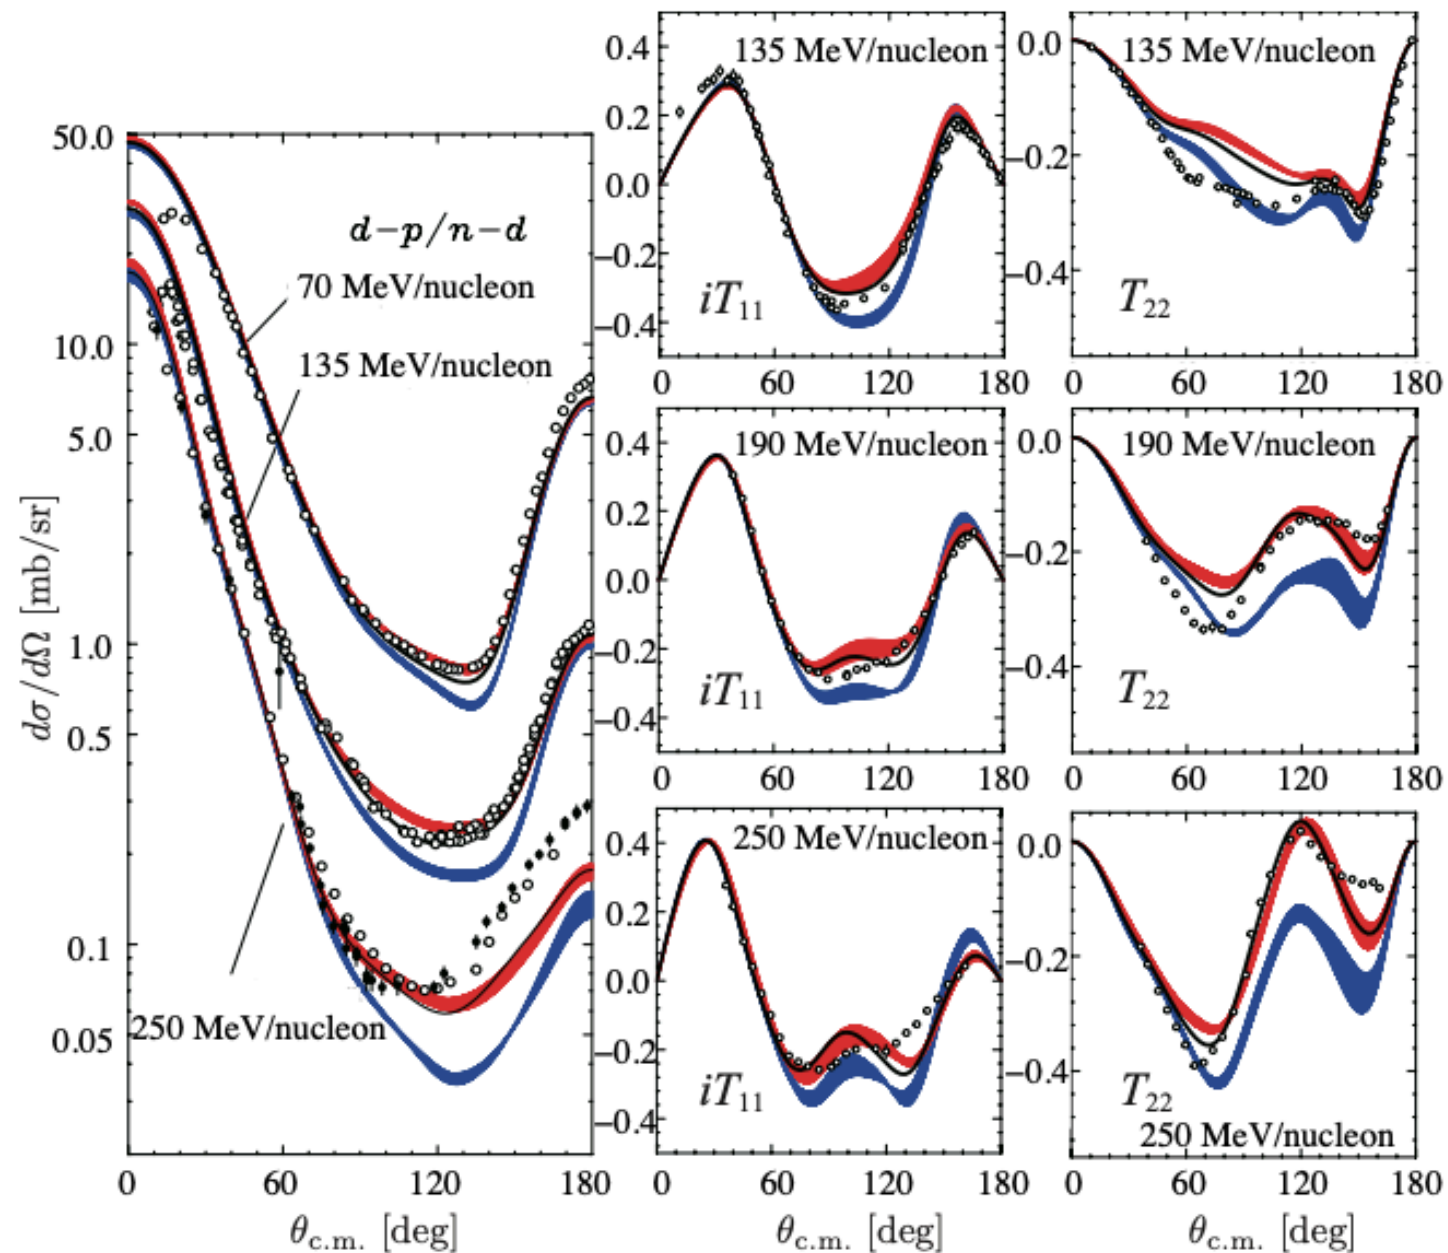 50.0
10.0
5.0
1.0
0.5
0.1
0.05
dσ/dΩ [mb/sr]
d−p/n−d
70 MeV/nucleon
135 MeV/nucleon
250 MeV/nucleon
0 60 120 180
θc.m. [deg]
135 MeV/nucleon
0.4
0.2
0.0
−0.2
−0.4
iT11
0 60 120 180
190 MeV/nucleon
0.4
0.2
0.0
−0.2
−0.4
iT11
0 60 120 180
250 MeV/nucleon
0.4
0.2
0.0
−0.2
−0.4
iT11
0 60 120 180
θc.m. [deg]
135 MeV/nucleon
0.0
−0.2
−0.4
T22
0 60 120 180
190 MeV/nucleon
0.0
−0.2
−0.4
T22
0 60 120 180
0.0
−0.2
−0.4
T22
250 MeV/nucleon
0 60 120 180
θc.m. [deg]